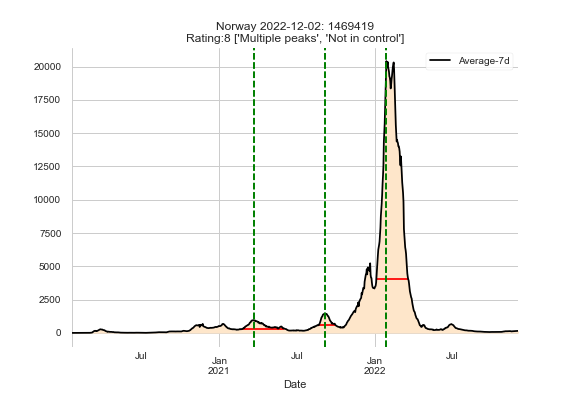 Norway 2022-12-02: 1469419
Rating:8 ['Multiple peaks', 'Not in control']
Average-7d
20000
17500
15000
12500
10000
7500
5000
2500
0
Jul
Jan
2021
Jul
Jan
2022
Jul
Date